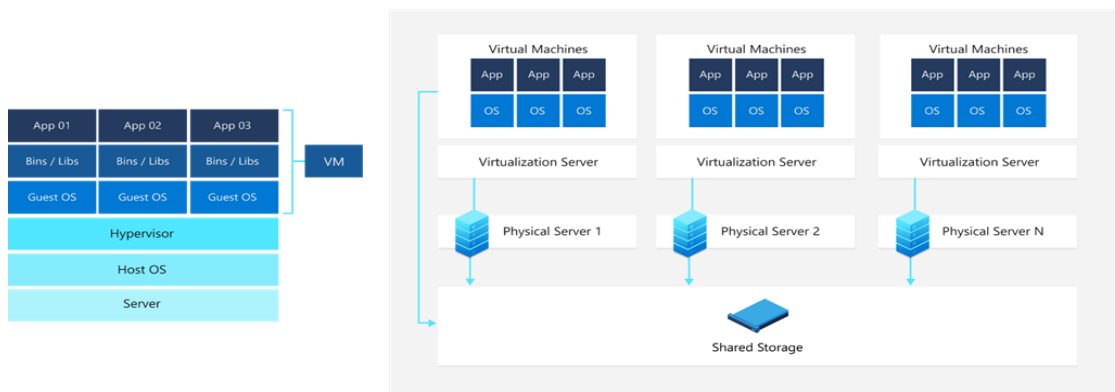 App 01
App 02
App 03
Bins / Libs
Bins / Libs
Bins / Libs
VM
Guest OS
Guest OS
Guest OS
Hypervisor
Host OS
Server
Virtual Machines
App App App
OS OS OS
Virtualization Server
Physical Server 1
Virtual Machines
App App App
OS OS OS
Virtualization Server
Physical Server 2
Virtual Machines
App App App
OS OS OS
Virtualization Server
Physical Server N
Shared Storage